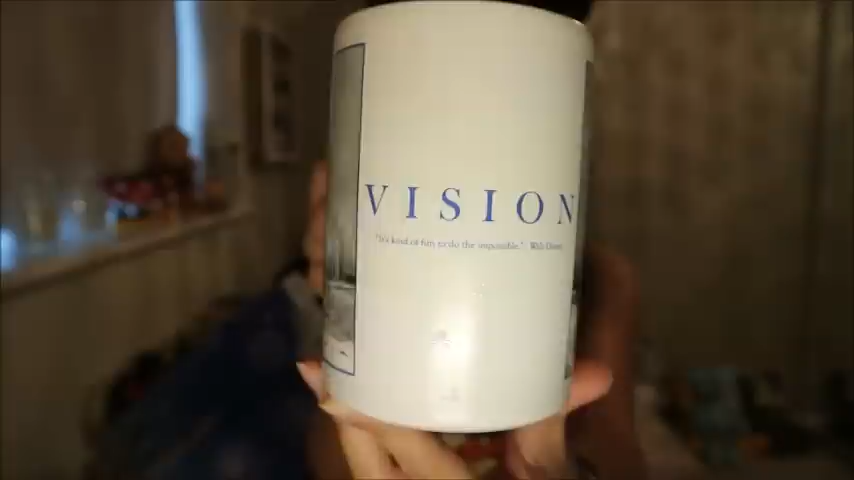 VISION
"It's kind of fun to do the impossible." Walt Disney